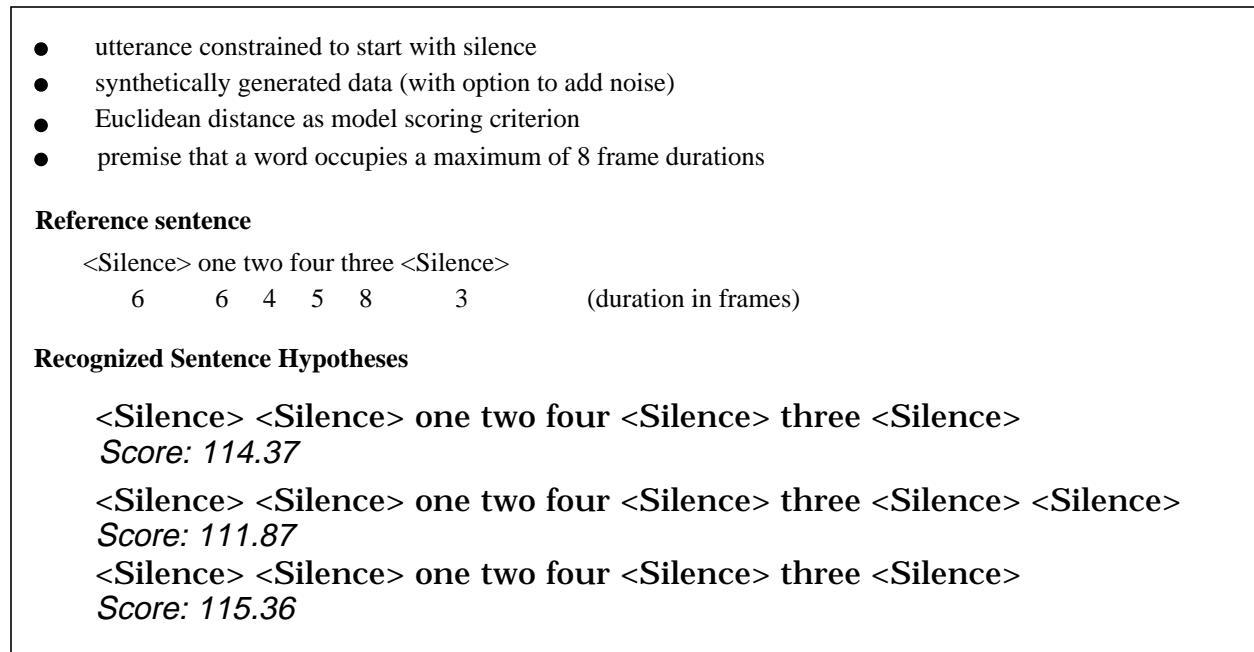 ● utterance constrained to start with silence
● synthetically generated data (with option to add noise)
● Euclidean distance as model scoring criterion
● premise that a word occupies a maximum of 8 frame durations
Reference sentence
<Silence> one two four three <Silence>
6 6 4 5 8 3 (duration in frames)
Recognized Sentence Hypotheses
<Silence> <Silence> one two four <Silence> three <Silence>
Score: 114.37
<Silence> <Silence> one two four <Silence> three <Silence> <Silence>
Score: 111.87
<Silence> <Silence> one two four <Silence> three <Silence>
Score: 115.36